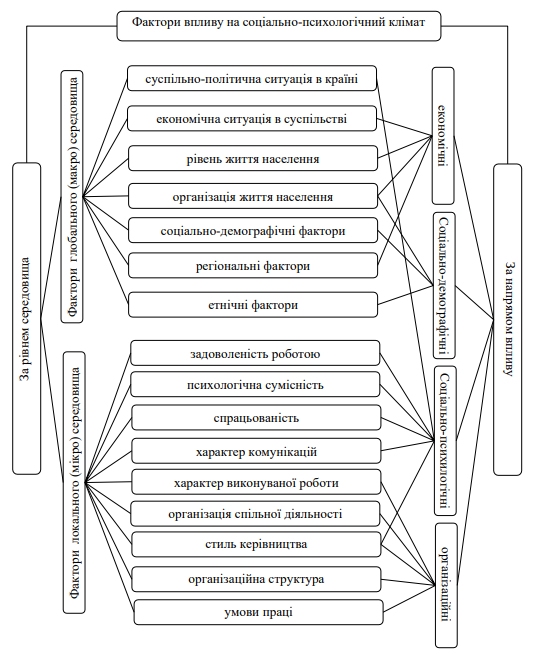 Фактори впливу на соціально-психологічний клімат
За рівнем середовища
Фактори глобального (макро) середовища
суспільно-політична ситуація в країні
економічна ситуація в суспільстві
рівень життя населення
організація життя населення
соціально-демографічні фактори
регіональні фактори
етнічні фактори
Фактори локального (мікро) середовища
задоволеність роботою
психологічна сумісність
спрацьованість
характер комунікацій
характер виконуваної роботи
організація спільної діяльності
стиль керівництва
організаційна структура
умови праці
економічні
Соціально-демографічні
Соціально-психилогічні
організаційні
За напрямом впливу